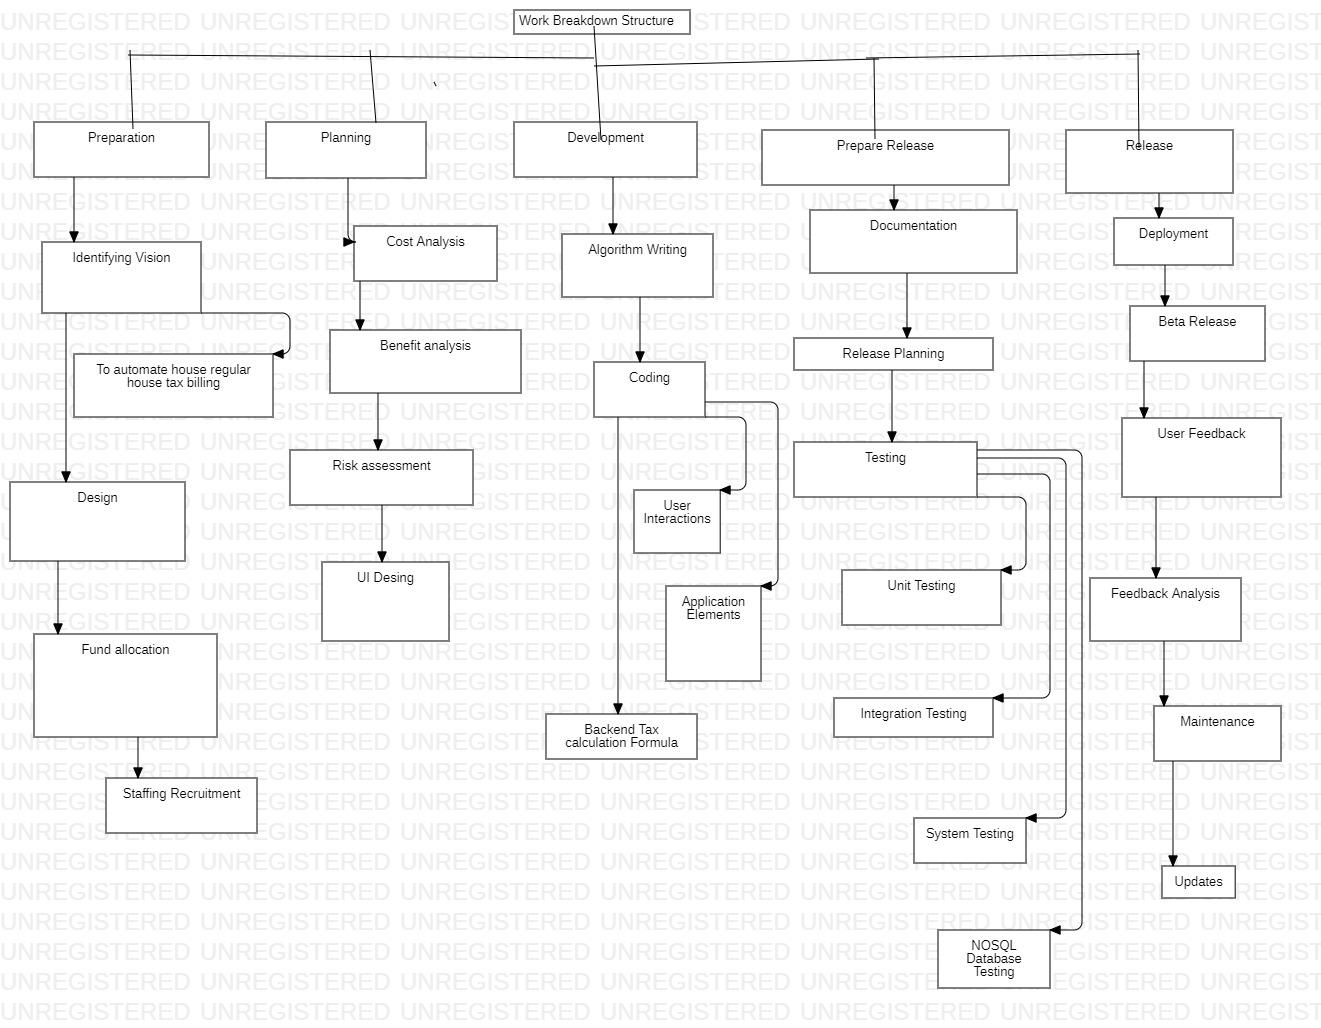 Work Breakdown Structure
Preparation
Planning
Development
Prepare Release
Release
Identifying Vision
To automate house regular
house tax billing
Design
Fund allocation
Staffing Recruitment
Cost Analysis
Benefit analysis
Risk assessment
UI Desing
Algorithm Writing
Coding
User
Interactions
Application
Elements
Backend Tax
calculation Formula
Documentation
Release Planning
Testing
Unit Testing
Integration Testing
System Testing
NOSQL
Database
Testing
Deployment
Beta Release
User Feedback
Feedback Analysis
Maintenance
Updates
UNREGISTERED